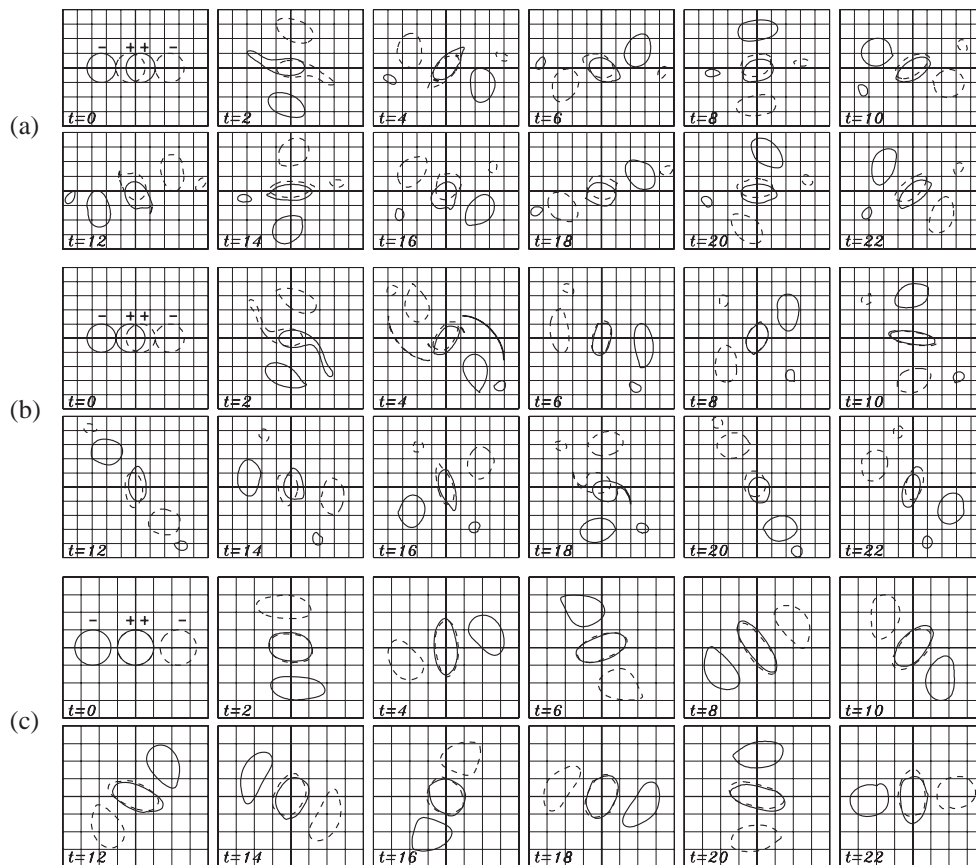 (a)
- + + -
t=0 t=2 t=4 t=6 t=8 t=10
t=12 t=14 t=16 t=18 t=20 t=22
(b)
- + + -
t=0 t=2 t=4 t=6 t=8 t=10
t=12 t=14 t=16 t=18 t=20 t=22
(c)
- + + -
t=0 t=2 t=4 t=6 t=8 t=10
t=12 t=14 t=16 t=18 t=20 t=22